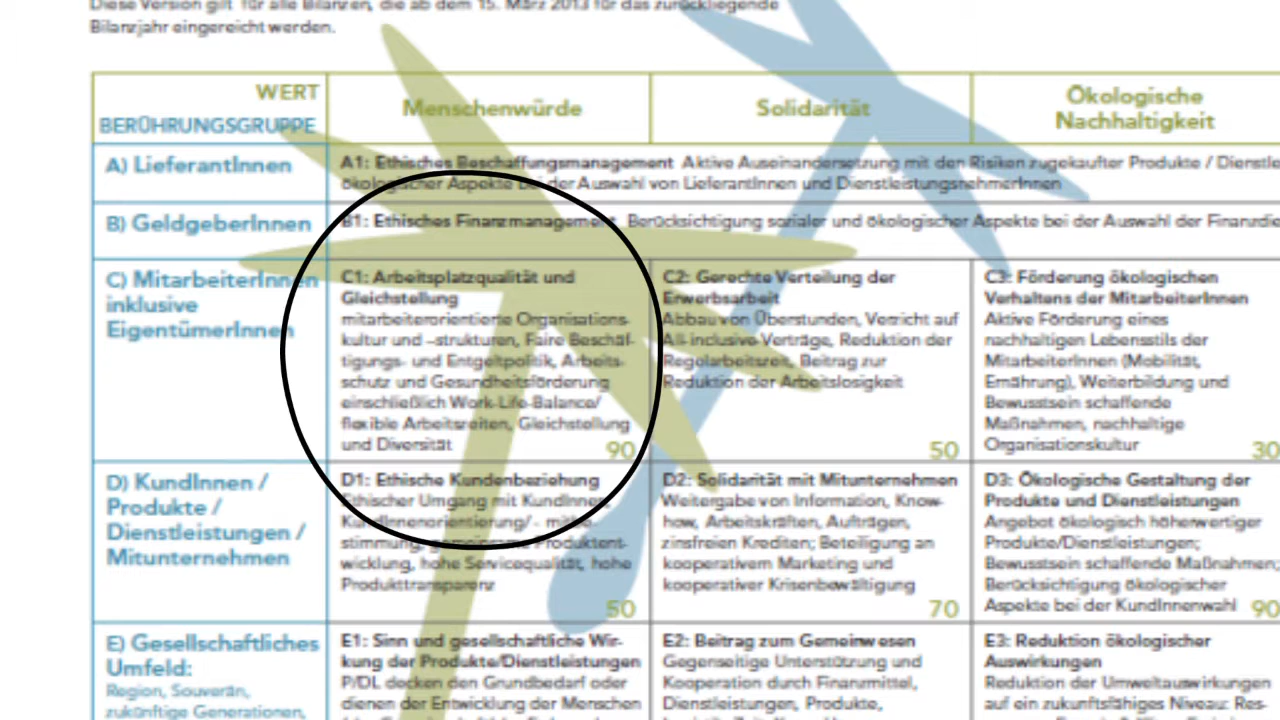 Diese Version gilt für alle Bilanzen, die ab dem 15. März 2013 für das zurückliegende
Bilanzjahr eingereicht werden.
WERT
BERÜHRUNGSGRUPPE
Menschenwürde
Solidarität
Ökologische
Nachhaltigkeit
A) LieferantInnen
A1: Ethisches Beschaffungsmanagement Aktive Auseinandersetzung mit den Risiken zugekaufter Produkte / Dienstle
ökologischer Aspekte bei der Auswahl von LieferantInnen und DienstleistungsnehmerInnen
B) GeldgeberInnen
B1: Ethisches Finanzmanagement Berücksichtigung sozialer und ökologischer Aspekte bei der Auswahl der Finanzdie
C) MitarbeiterInnen
inklusive
EigentümerInnen
C1: Arbeitsplatzqualität und
Gleichstellung
mitarbeiterorientierte Organisations-
kultur und –strukturen, Faire Beschäf-
tigungs- und Entgeltpolitik, Arbeits-
schutz und Gesundheitsförderung
einschließlich Work-Life-Balance/
flexible Arbeitszeiten, Gleichstellung
und Diversität
90
C2: Gerechte Verteilung der
Erwerbsarbeit
Abbau von Überstunden, Verzicht auf
All-inclusive-Verträge, Reduktion der
Regelarbeitszeit, Beitrag zur
Reduktion der Arbeitslosigkeit
50
C3: Förderung ökologischen
Verhaltens der MitarbeiterInnen
Aktive Förderung eines
nachhaltigen Lebensstils der
MitarbeiterInnen (Mobilität,
Ernährung), Weiterbildung und
Bewusstsein schaffende
Maßnahmen, nachhaltige
Organisationskultur
30
D) KundInnen /
Produkte /
Dienstleistungen /
Mitunternehmen
D1: Ethische Kundenbeziehung
Ethischer Umgang mit KundInnen,
KundInnenorientierung/ - mitbe-
stimmung, gemeinsame Produktent-
wicklung, hohe Servicequalität, hohe
Produkttransparenz
50
D2: Solidarität mit Mitunternehmen
Weitergabe von Information, Know-
how, Arbeitskräften, Aufträgen,
zinsfreien Krediten; Beteiligung an
kooperativem Marketing und
kooperativer Krisenbewältigung
70
D3: Ökologische Gestaltung der
Produkte und Dienstleistungen
Angebot ökologisch höherwertiger
Produkte/Dienstleistungen;
Bewusstsein schaffende Maßnahmen;
Berücksichtigung ökologischer
Aspekte bei der KundInnenwahl
90
E) Gesellschaftliches
Umfeld:
Region, Souverän,
zukünftige Generationen,
E1: Sinn und gesellschaftliche Wir-
kung der Produkte/Dienstleistungen
P/DL decken den Grundbedarf oder
dienen der Entwicklung der Menschen
E2: Beitrag zum Gemeinwesen
Gegenseitige Unterstützung und
Kooperation durch Finanzmittel,
Dienstleistungen, Produkte,
E3: Reduktion ökologischer
Auswirkungen
Reduktion der Umweltauswirkungen
auf ein zukunftsfähiges Niveau: Res-